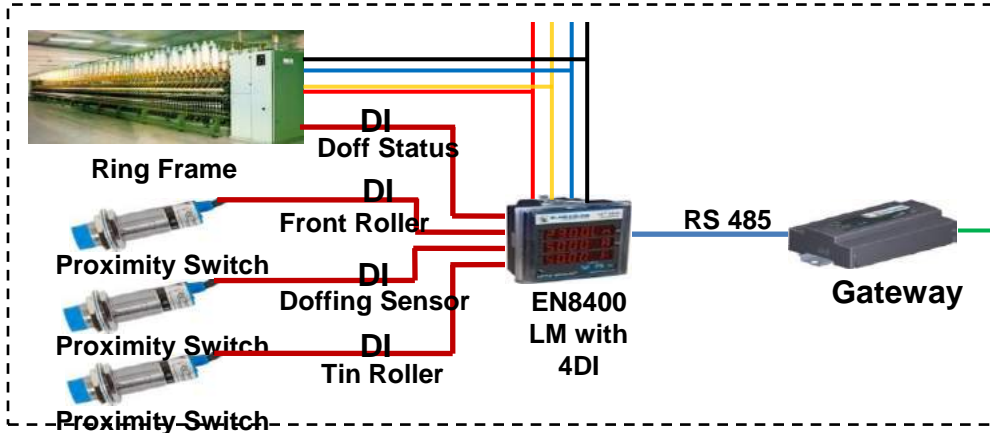 DI
Doff Status
Ring Frame
DI
Front Roller
RS 485
Proximity Switch
DI
Doffing Sensor
EN8400
LM with
4DI
Gateway
Proximity Switch
DI
Tin Roller
Proximity Switch